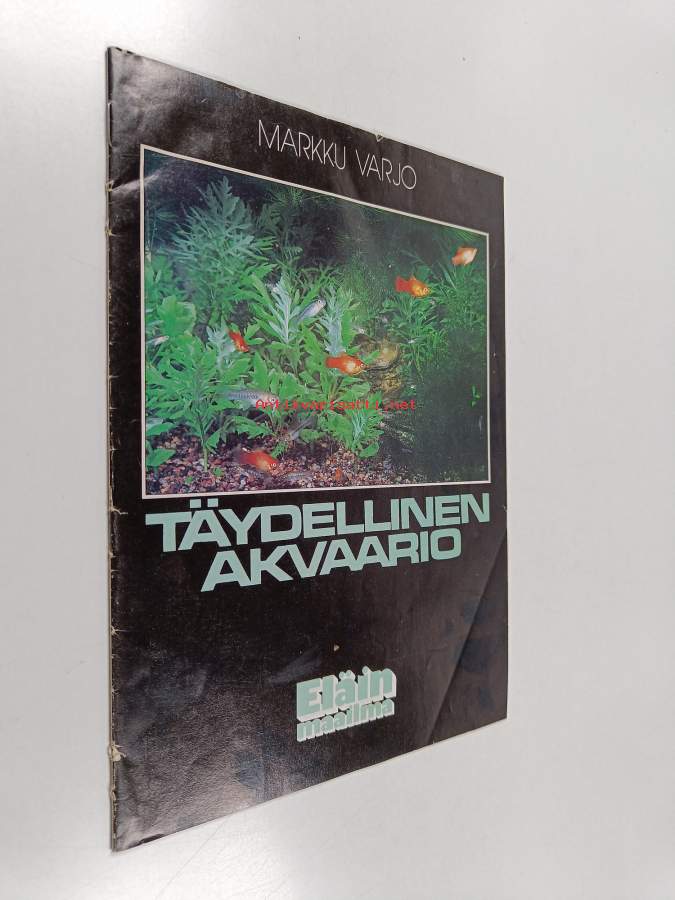 MARKKU VARJO
Antikvariaatti.net
TÄYDELLINEN
AKVAARIO
Eläin
maailma